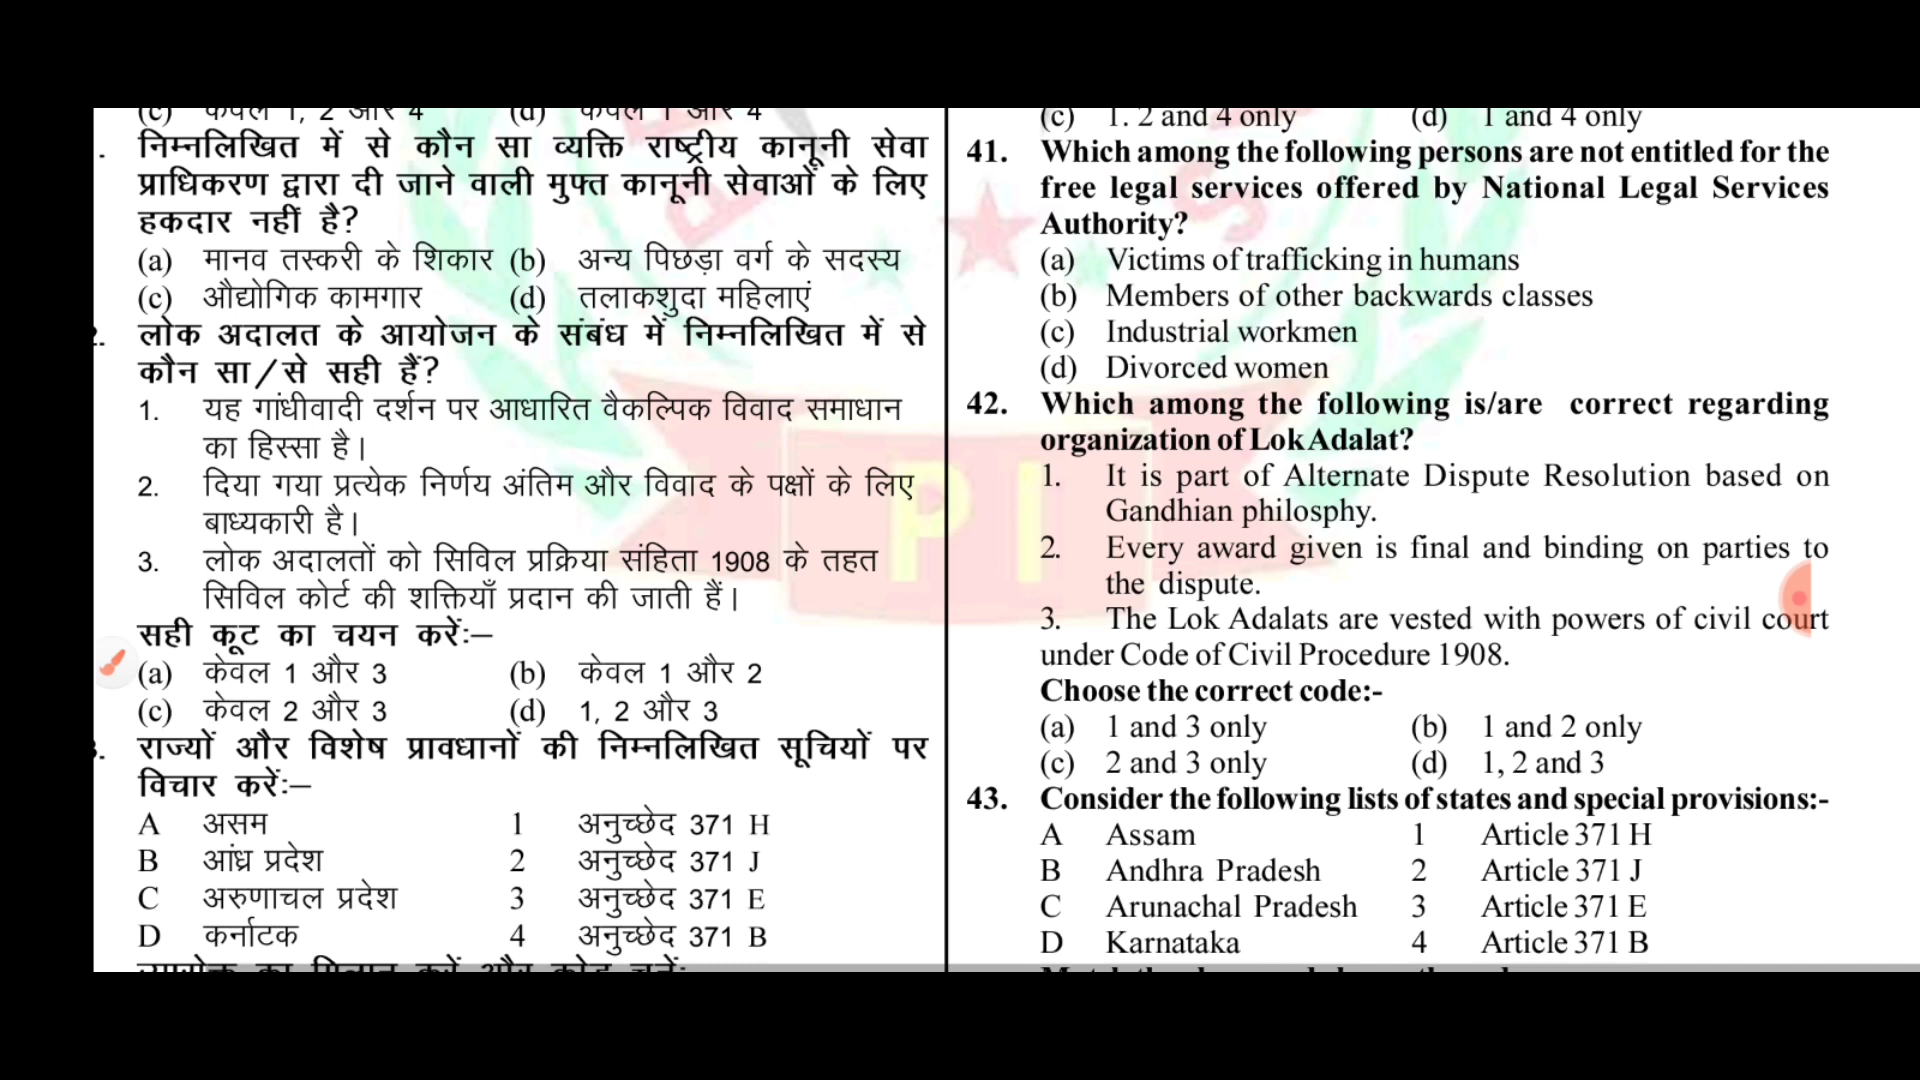 (c) केवल 1, 2 और 4 (d) केवल 1 और 4
. निम्नलिखित में से कौन सा व्यक्ति राष्ट्रीय कानूनी सेवा
प्राधिकरण द्वारा दी जाने वाली मुफ्त कानूनी सेवाओं के लिए
हकदार नहीं है?
(a) मानव तस्करी के शिकार (b) अन्य पिछड़ा वर्ग के सदस्य
(c) औद्योगिक कामगार (d) तलाकशुदा महिलाएं
. लोक अदालत के आयोजन के संबंध में निम्नलिखित में से
कौन सा/से सही हैं?
1. यह गांधीवादी दर्शन पर आधारित वैकल्पिक विवाद समाधान
का हिस्सा है।
2. दिया गया प्रत्येक निर्णय अंतिम और विवाद के पक्षों के लिए
बाध्यकारी है।
3. लोक अदालतों को सिविल प्रक्रिया संहिता 1908 के तहत
सिविल कोर्ट की शक्तियाँ प्रदान की जाती हैं।
सही कूट का चयन करें:–
(a) केवल 1 और 3 (b) केवल 1 और 2
(c) केवल 2 और 3 (d) 1, 2 और 3
. राज्यों और विशेष प्रावधानों की निम्नलिखित सूचियों पर
विचार करें:–
A असम 1 अनुच्छेद 371 H
B आंध्र प्रदेश 2 अनुच्छेद 371 J
C अरुणाचल प्रदेश 3 अनुच्छेद 371 E
D कर्नाटक 4 अनुच्छेद 371 B
(c) 1. 2 and 4 only (d) 1 and 4 only
41. Which among the following persons are not entitled for the
free legal services offered by National Legal Services
Authority?
(a) Victims of trafficking in humans
(b) Members of other backwards classes
(c) Industrial workmen
(d) Divorced women
42. Which among the following is/are correct regarding
organization of Lok Adalat?
1. It is part of Alternate Dispute Resolution based on
Gandhian philosphy.
2. Every award given is final and binding on parties to
the dispute.
3. The Lok Adalats are vested with powers of civil court
under Code of Civil Procedure 1908.
Choose the correct code:-
(a) 1 and 3 only (b) 1 and 2 only
(c) 2 and 3 only (d) 1, 2 and 3
43. Consider the following lists of states and special provisions:-
A Assam 1 Article 371 H
B Andhra Pradesh 2 Article 371 J
C Arunachal Pradesh 3 Article 371 E
D Karnataka 4 Article 371 B
PI